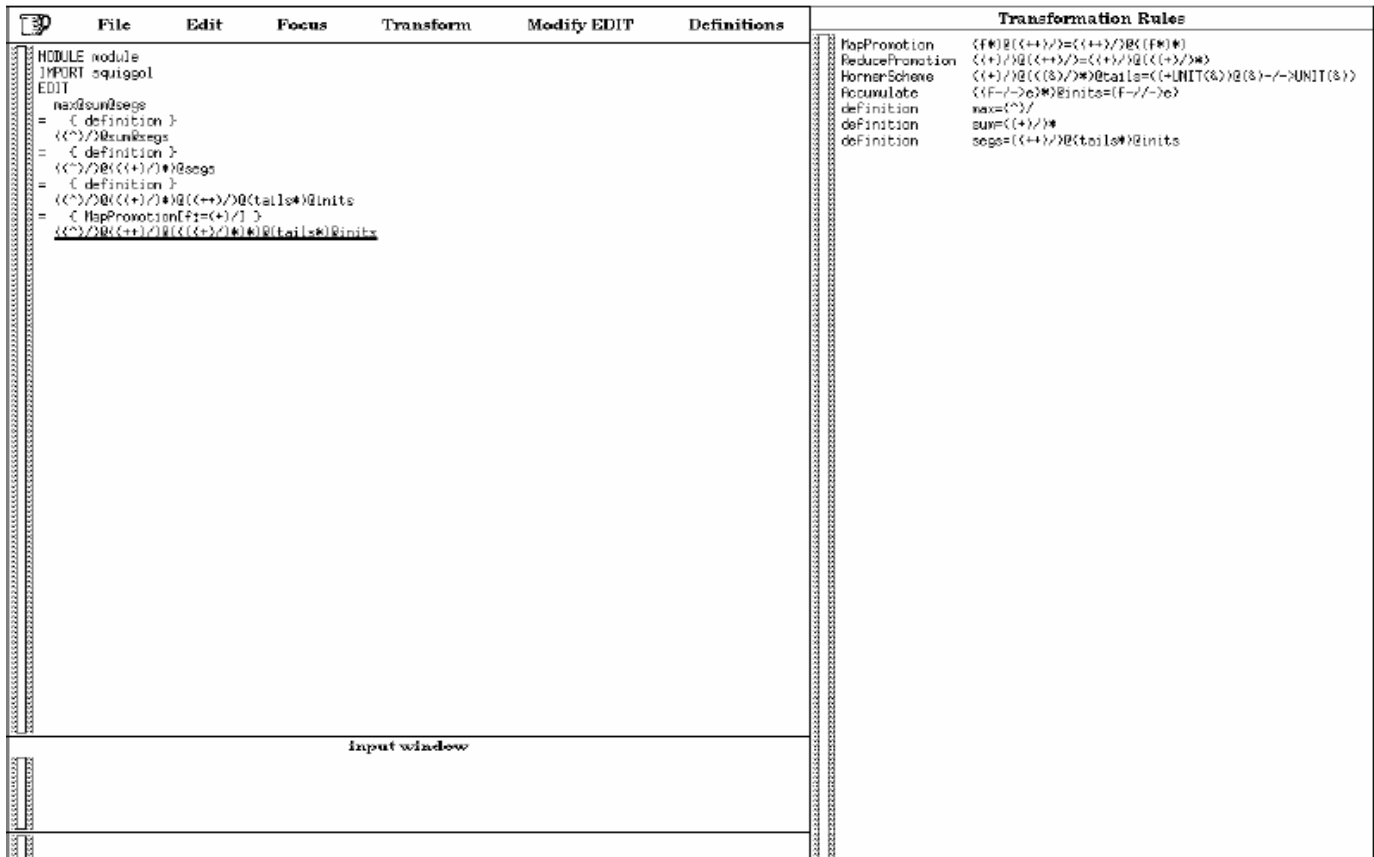 File Edit Focus Transform Modify EDIT Definitions
MODULE module
IMPORT squiggol
EDIT
max@sum@segs
= { definition }
((^)/)@sum@segs
= { definition }
((^)/)@(((+)/)*)@segs
= { definition }
((^)/)@(((+)/)*)@((++)/)@(tails*)@inits
= { MapPromotion[f:=(+)/] }
((^)/)@((++)/)@((((+)/)*)*)@(tails*)@inits
input window
Transformation Rules
MapPromotion (f*)@((++)/)=((++)/)@((f*)*)
ReducePromotion ((+)/)@((++)/)=((+)/)@(((+)/)*)
HornerScheme ((+)/)@(((&)/)*)@tails=((+UNIT(&))@(&)-/->UNIT(&))
Accumulate ((f-/->e)*)@inits=(f-//->e)
definition max=(^)/
definition sum=((+)/)*
definition segs=((++)/)@(tails*)@inits